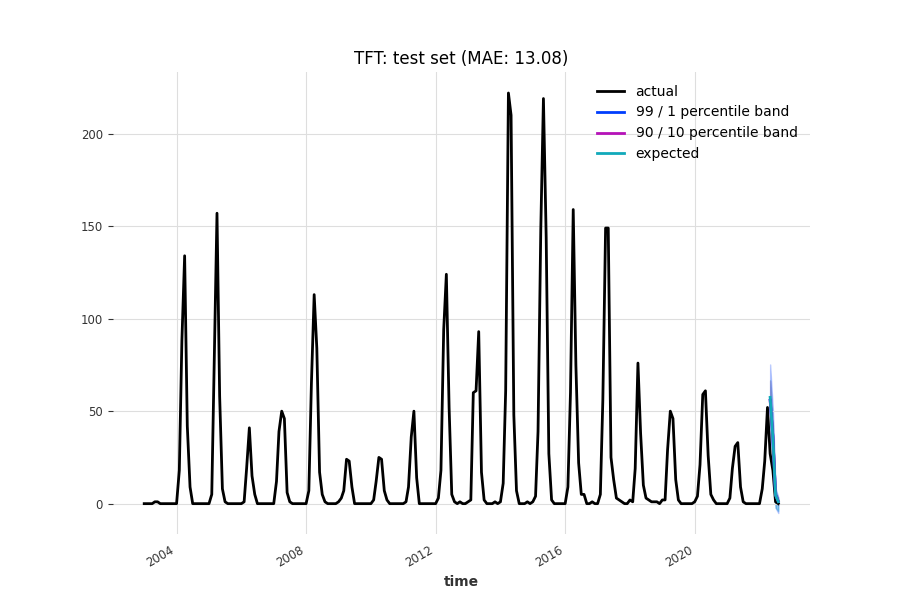 TFT: test set (MAE: 13.08)
actual
99 / 1 percentile band
90 / 10 percentile band
expected
200
150
100
50
0
2004
2008
2012
2016
2020
time